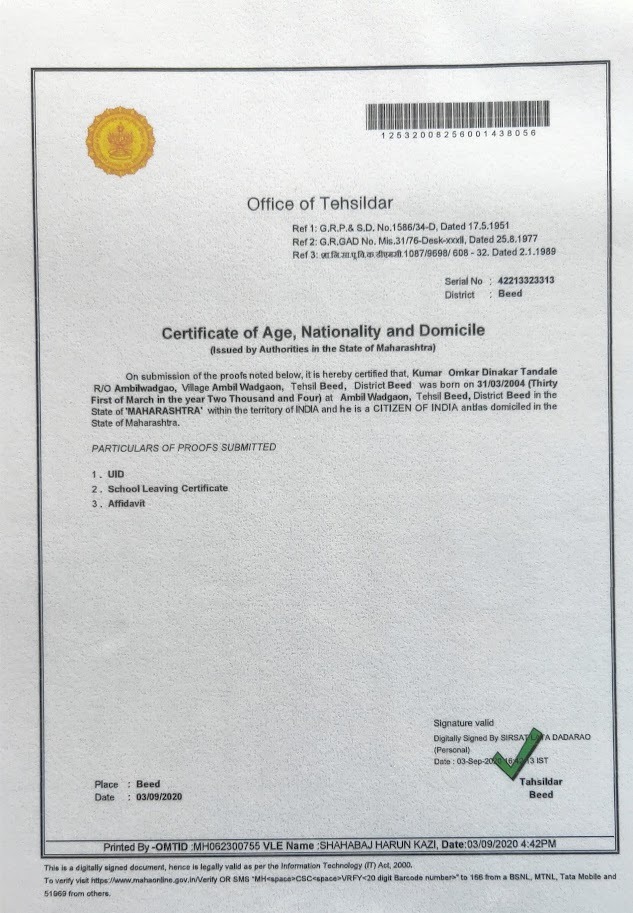 12532008256001438056
Office of Tehsildar
Ref 1: G.R.P.& S.D. No.1586/34-D, Dated 17.5.1951
Ref 2: G.R.GAD No. Mis.31/76-Desk-xxxII, Dated 25.8.1977
Ref 3: 1087/9698/ 608 - 32. Dated 2.1.1989
Serial No : 42213323313
District : Beed
Certificate of Age, Nationality and Domicile
(Issued by Authorities in the State of Maharashtra)
On submission of the proofs noted below, it is hereby certified that, Kumar Omkar Dinakar Tandale
R/O Ambilwadgao, Village Ambil Wadgaon, Tehsil Beed, District Beed was born on 31/03/2004 (Thirty
First of March in the year Two Thousand and Four) at Ambil Wadgaon, Tehsil Beed, District Beed in the
State of 'MAHARASHTRA' within the territory of INDIA and he is a CITIZEN OF INDIA and domiciled in the
State of Maharashtra.
PARTICULARS OF PROOFS SUBMITTED
1 . UID
2 . School Leaving Certificate
3 . Affidavit
Signature valid
Digitally Signed By SIRSAT DADARAO
(Personal)
Date : 03-Sep-2020 IST
Tahsildar
Beed
Place : Beed
Date : 03/09/2020
Printed By -OMTID :MH062300755 VLE Name :SHAHABAJ HARUN KAZI, Date:03/09/2020 4:42PM
This is a digitally signed document, hence is legally valid as per the Information Technology (IT) Act, 2000.
To verify visit https://www.mahaonline.gov.in/Verify OR SMS "MH<space>CSC<space>VRFY<20 digit Barcode number>" to 166 from a BSNL, MTNL, Tata Mobile and
51969 from others.